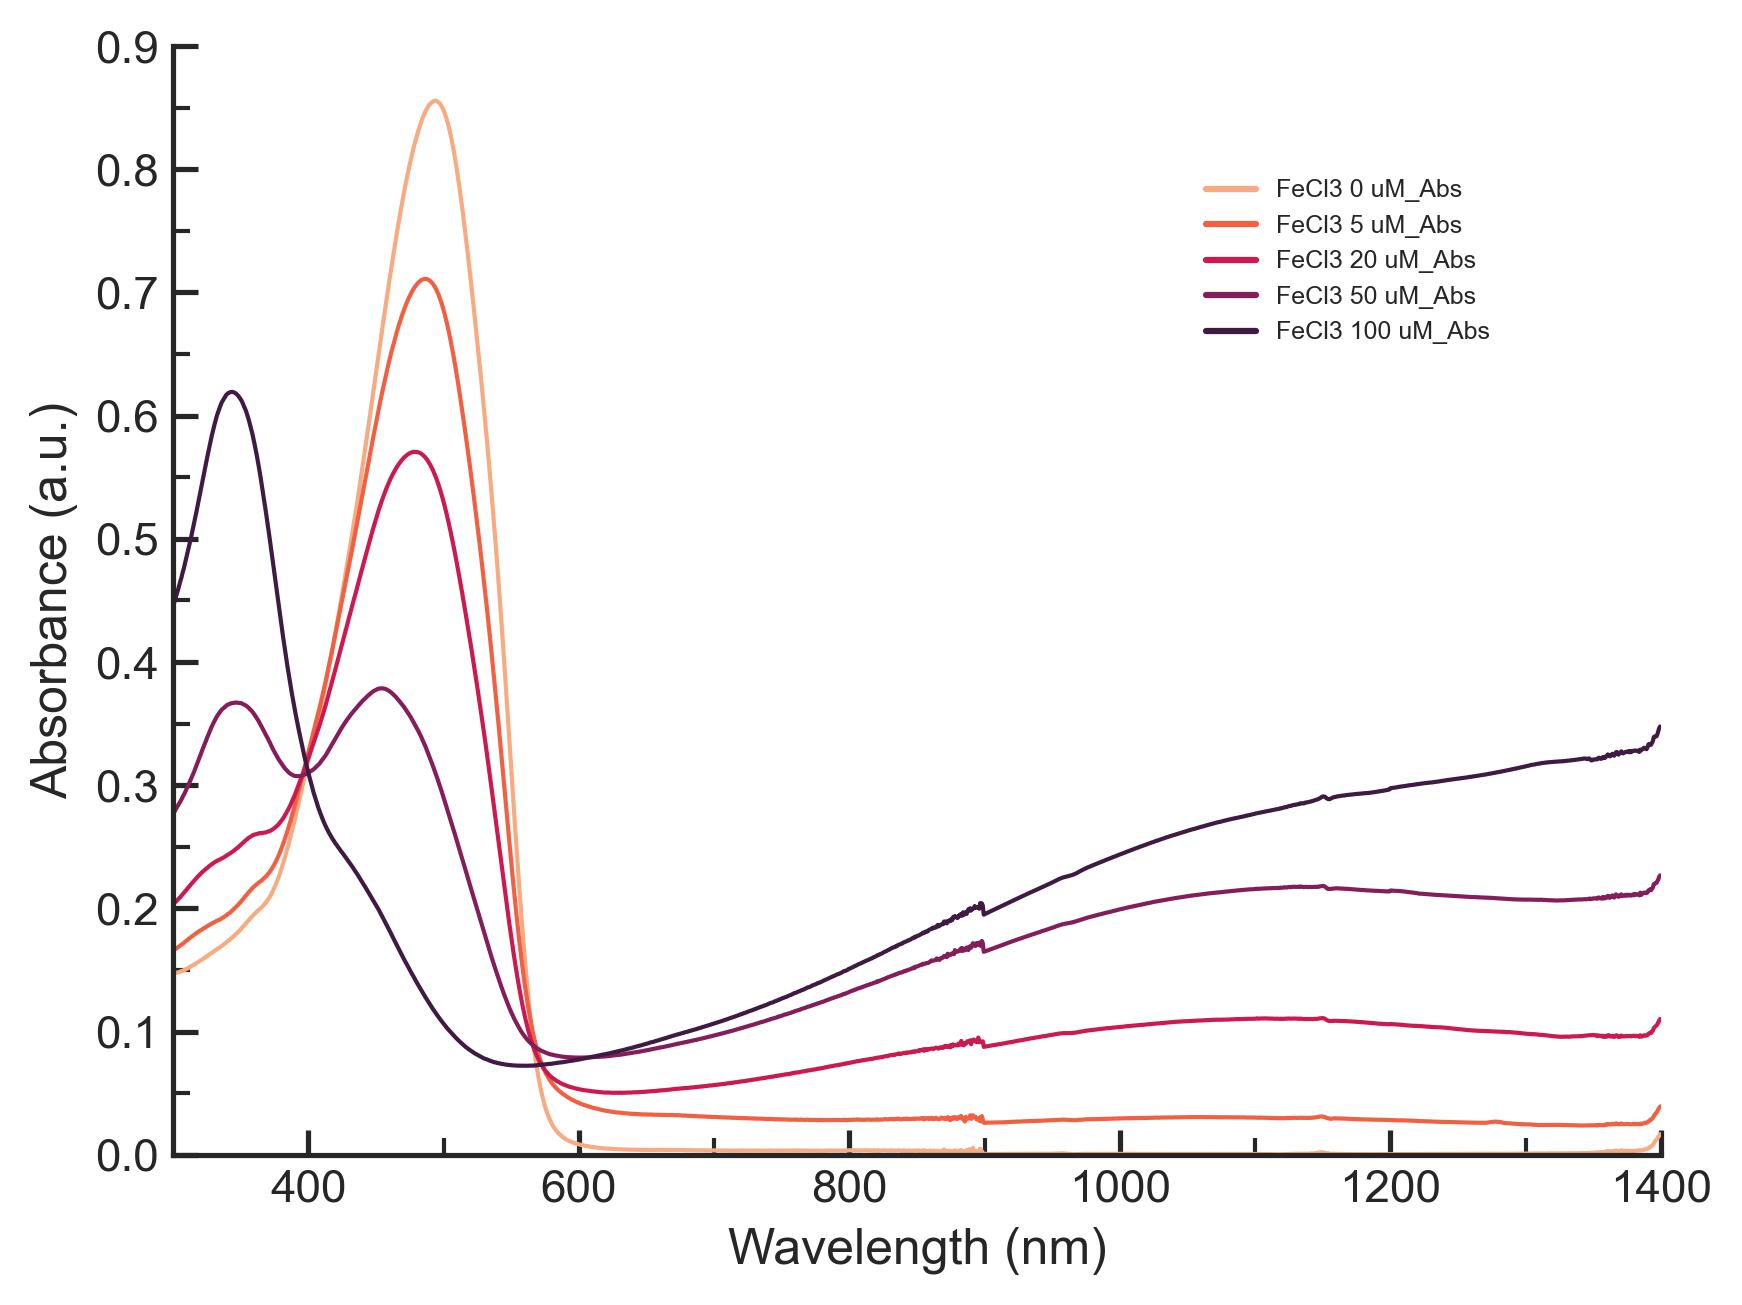 0.9
0.8
0.7
0.6
0.5
0.4
0.3
0.2
0.1
0.0
Absorbance (a.u.)
FeCl3 0 uM_Abs
FeCl3 5 uM_Abs
FeCl3 20 uM_Abs
FeCl3 50 uM_Abs
FeCl3 100 uM_Abs
400 600 800 1000 1200 1400
Wavelength (nm)